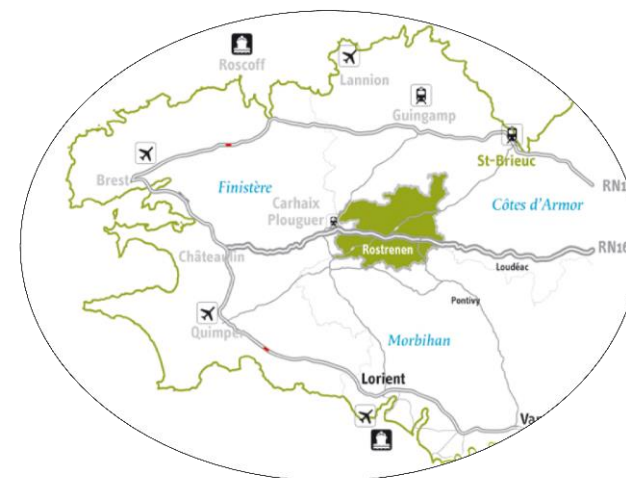 Roscoff
Lannion
Guingamp
St-Brieuc
Brest
Finistère
Carhaix
Plouguer
Côtes d'Armor
RN1
Châteaulin
Rostrenen
RN16
Loudéac
Pontivy
Quimper
Morbihan
Lorient
Van